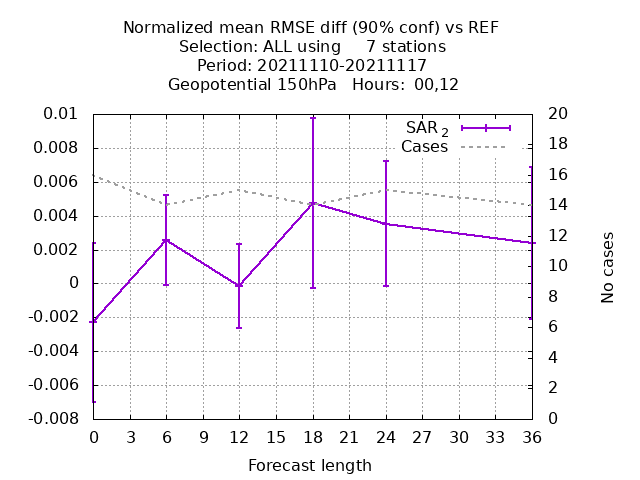 Normalized mean RMSE diff (90% conf) vs REF
Selection: ALL using     7 stations
Period: 20211110-20211117
Geopotential 150hPa   Hours:  00,12
0.01
0.008
0.006
0.004
0.002
0
-0.002
-0.004
-0.006
-0.008
SAR 2
Cases
20
18
16
14
12
10
8
6
4
2
0
No cases
0 3 6 9 12 15 18 21 24 27 30 33 36
Forecast length